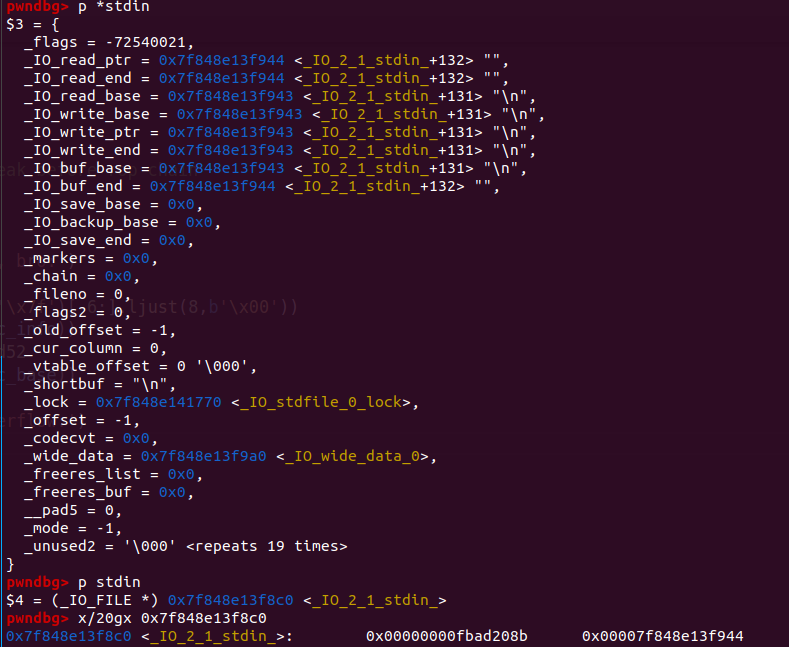 pwndbg> p *stdin
$3 = {
  _flags = -72540021,
  _IO_read_ptr = 0x7f848e13f944 <_IO_2_1_stdin_+132> "",
  _IO_read_end = 0x7f848e13f944 <_IO_2_1_stdin_+132> "",
  _IO_read_base = 0x7f848e13f943 <_IO_2_1_stdin_+131> "\n",
  _IO_write_base = 0x7f848e13f943 <_IO_2_1_stdin_+131> "\n",
  _IO_write_ptr = 0x7f848e13f943 <_IO_2_1_stdin_+131> "\n",
  _IO_write_end = 0x7f848e13f943 <_IO_2_1_stdin_+131> "\n",
  _IO_buf_base = 0x7f848e13f943 <_IO_2_1_stdin_+131> "\n",
  _IO_buf_end = 0x7f848e13f944 <_IO_2_1_stdin_+132> "",
  _IO_save_base = 0x0,
  _IO_backup_base = 0x0,
  _IO_save_end = 0x0,
  _markers = 0x0,
  _chain = 0x0,
  _fileno = 0,
  _flags2 = 0,
  _old_offset = -1,
  _cur_column = 0,
  _vtable_offset = 0 '\000',
  _shortbuf = "\n",
  _lock = 0x7f848e141770 <_IO_stdfile_0_lock>,
  _offset = -1,
  _codecvt = 0x0,
  _wide_data = 0x7f848e13f9a0 <_IO_wide_data_0>,
  _freeres_list = 0x0,
  _freeres_buf = 0x0,
  __pad5 = 0,
  _mode = -1,
  _unused2 = '\000' <repeats 19 times>
}
pwndbg> p stdin
$4 = (_IO_FILE *) 0x7f848e13f8c0 <_IO_2_1_stdin_>
pwndbg> x/20gx 0x7f848e13f8c0
0x7f848e13f8c0 <_IO_2_1_stdin_>: 0x00000000fbad208b 0x00007f848e13f944